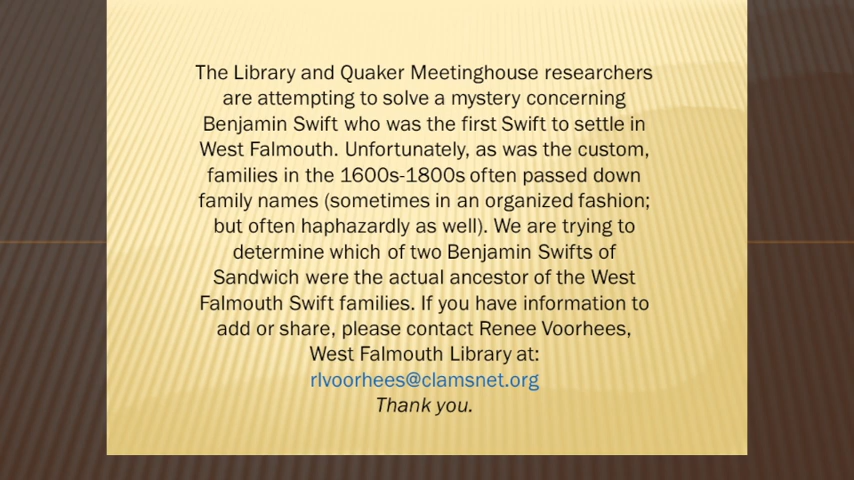 The Library and Quaker Meetinghouse researchers
are attempting to solve a mystery concerning
Benjamin Swift who was the first Swift to settle in
West Falmouth. Unfortunately, as was the custom,
families in the 1600s-1800s often passed down
family names (sometimes in an organized fashion;
but often haphazardly as well). We are trying to
determine which of two Benjamin Swifts of
Sandwich were the actual ancestor of the West
Falmouth Swift families. If you have information to
add or share, please contact Renee Voorhees,
West Falmouth Library at:
rlvoorhees@clamsnet.org
Thank you.